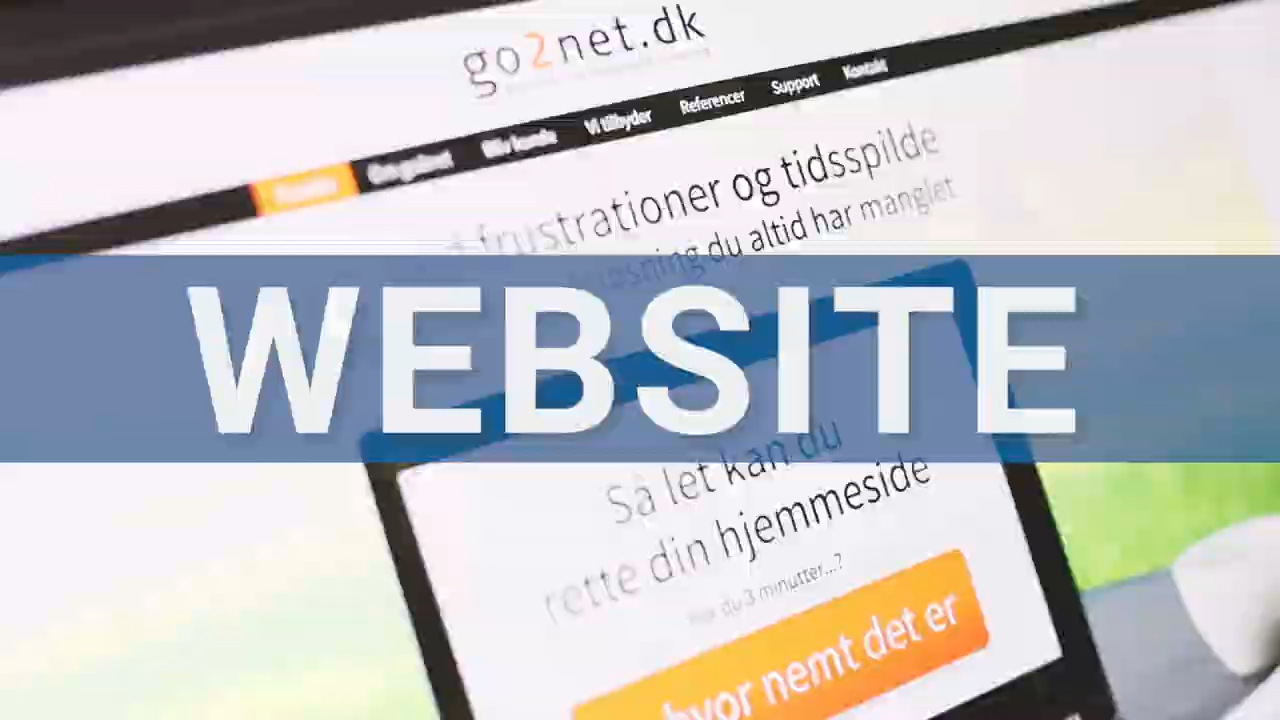 go2net.dk
Vi tilbyder Referencer Support Kontakt
frustrationer og tidsspilde
du altid har manglet
WEBSITE
Så let kan du
rette din hjemmeside
du 3 minutter...?
hvor nemt det er